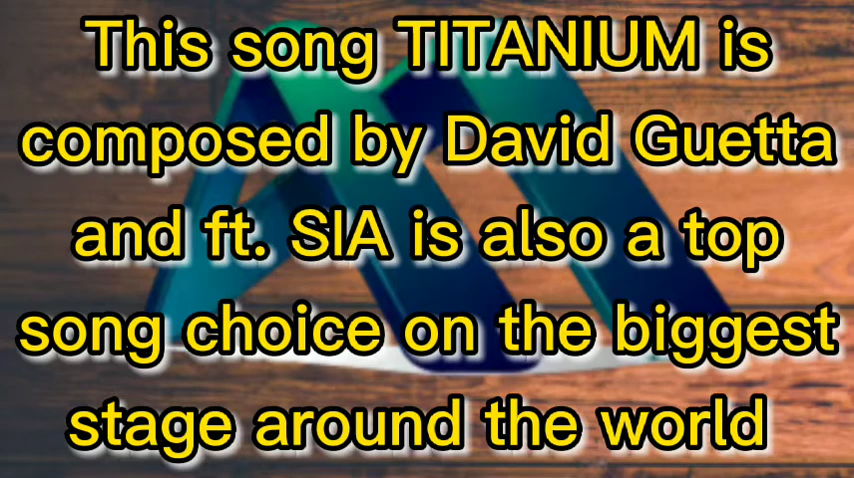 This song TITANIUM is
composed by David Guetta
and ft. SIA is also a top
song choice on the biggest
stage around the world